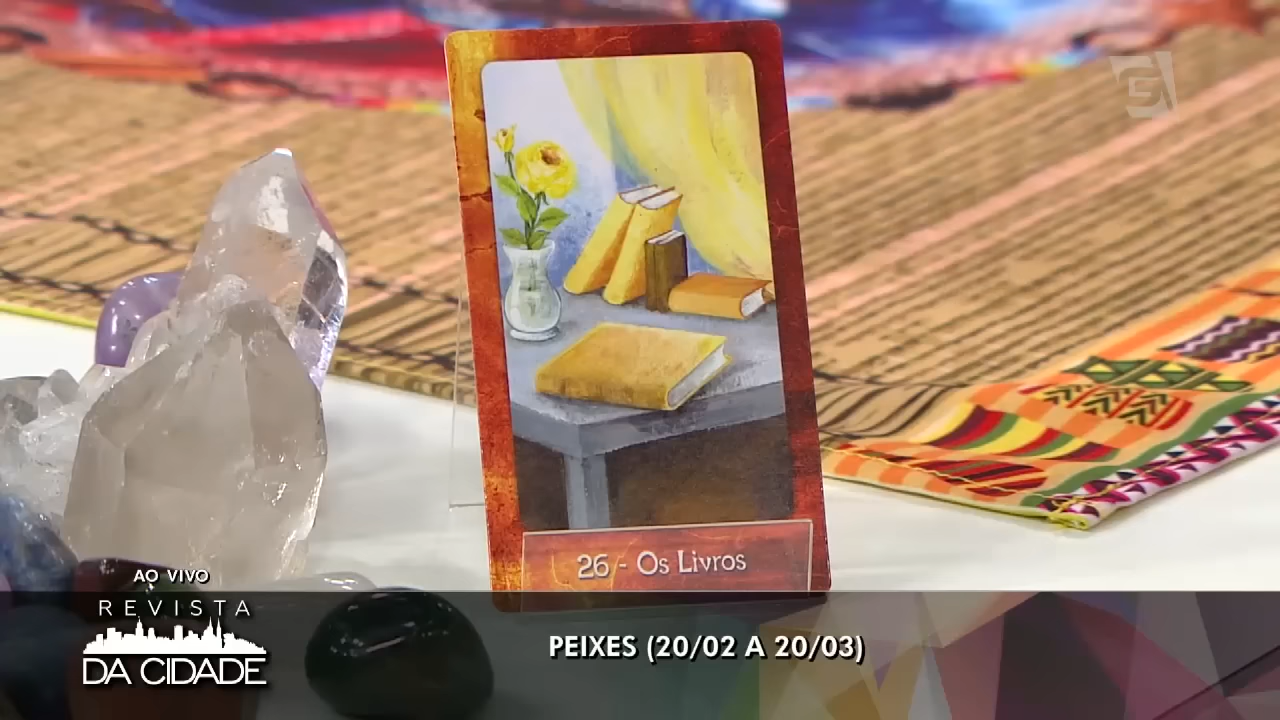 26 - Os Livros
AO VIVO
REVISTA
DA CIDADE
PEIXES (20/02 A 20/03)